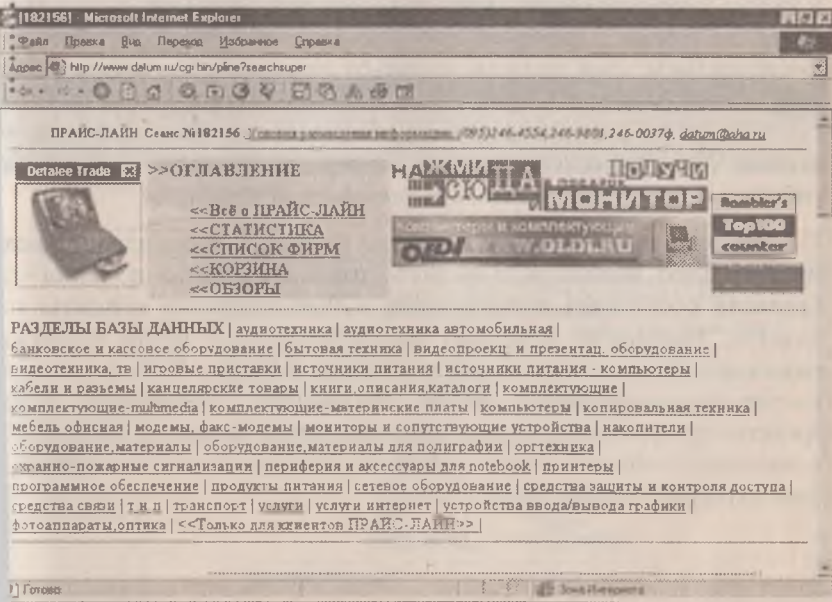 [182156] - Microsoft Internet Explorer
Файл Правка Вид Переход Избранное Справка
Адрес http://www.datum.ru/cgi-bin/pline?searchsuper
ПРАЙС-ЛАЙН Сеанс №182156 (095)246-4554,246-9801,246-0037ф, datum@aha.ru
Detalee Trade
>>ОГЛАВЛЕНИЕ
<<Всё о ПРАЙС-ЛАЙН
<<СТАТИСТИКА
<<СПИСОК ФИРМ
<<КОРЗИНА
<<ОБЗОРЫ
НАЖМИ
СЮДА
И
ПОЛУЧИ
МОНИТОР
Компьютеры и комплектующие
OLDI WWW.OLDI.RU
Rambler's
Top100
counter
РАЗДЕЛЫ БАЗЫ ДАННЫХ | аудиотехника | аудиотехника автомобильная |
банковское и кассовое оборудование | бытовая техника | видеопроекц. и презентац. оборудование |
видеотехника, тв | игровые приставки | источники питания | источники питания - компьютеры |
кабели и разъемы | канцелярские товары | книги,описания,каталоги | комплектующие |
комплектующие-multimedia | комплектующие-материнские платы | компьютеры | копировальная техника |
мебель офисная | модемы, факс-модемы | мониторы и сопутствующие устройства | накопители |
оборудование,материалы | оборудование,материалы для полиграфии | оргтехника |
охранно-пожарные сигнализации | периферия и аксессуары для notebook | принтеры |
программное обеспечение | продукты питания | сетевое оборудование | средства защиты и контроля доступа |
средства связи | т н п | транспорт | услуги | услуги интернет | устройства ввода/вывода графики |
фотоаппараты,оптика | <<Только для клиентов ПРАЙС-ЛАЙН>> |
Готово
Зона Интернета